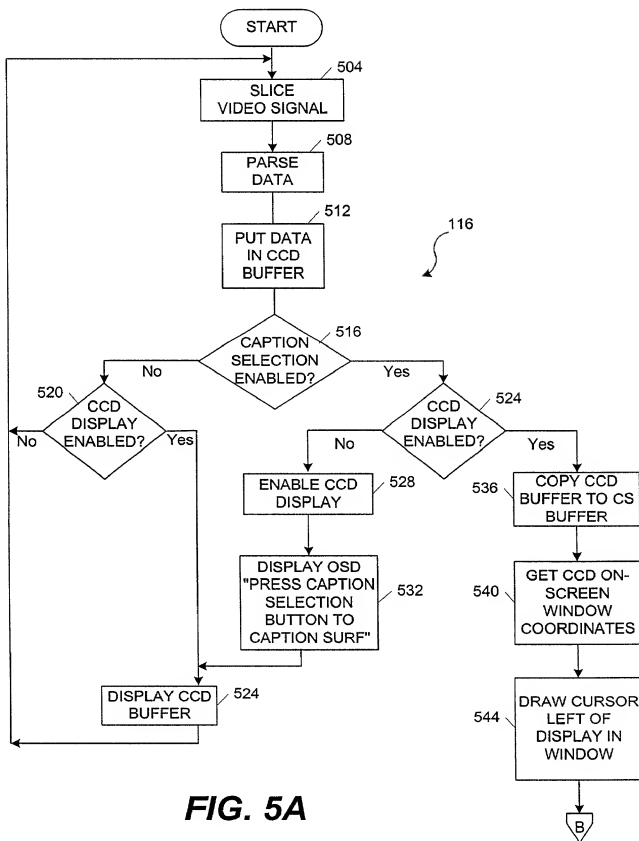 START
504
SLICE
VIDEO SIGNAL
508
PARSE
DATA
512
PUT DATA
IN CCD
BUFFER
116
516
CAPTION
SELECTION
ENABLED?
No
Yes
520
CCD
DISPLAY
ENABLED?
No
Yes
524
CCD
DISPLAY
ENABLED?
No
Yes
ENABLE CCD
DISPLAY
528
536
COPY CCD
BUFFER TO CS
BUFFER
DISPLAY OSD
"PRESS CAPTION
SELECTION
BUTTON TO
CAPTION SURF"
532
540
GET CCD ON-
SCREEN
WINDOW
COORDINATES
DISPLAY CCD
BUFFER
524
544
DRAW CURSOR
LEFT OF
DISPLAY IN
WINDOW
B
FIG. 5A